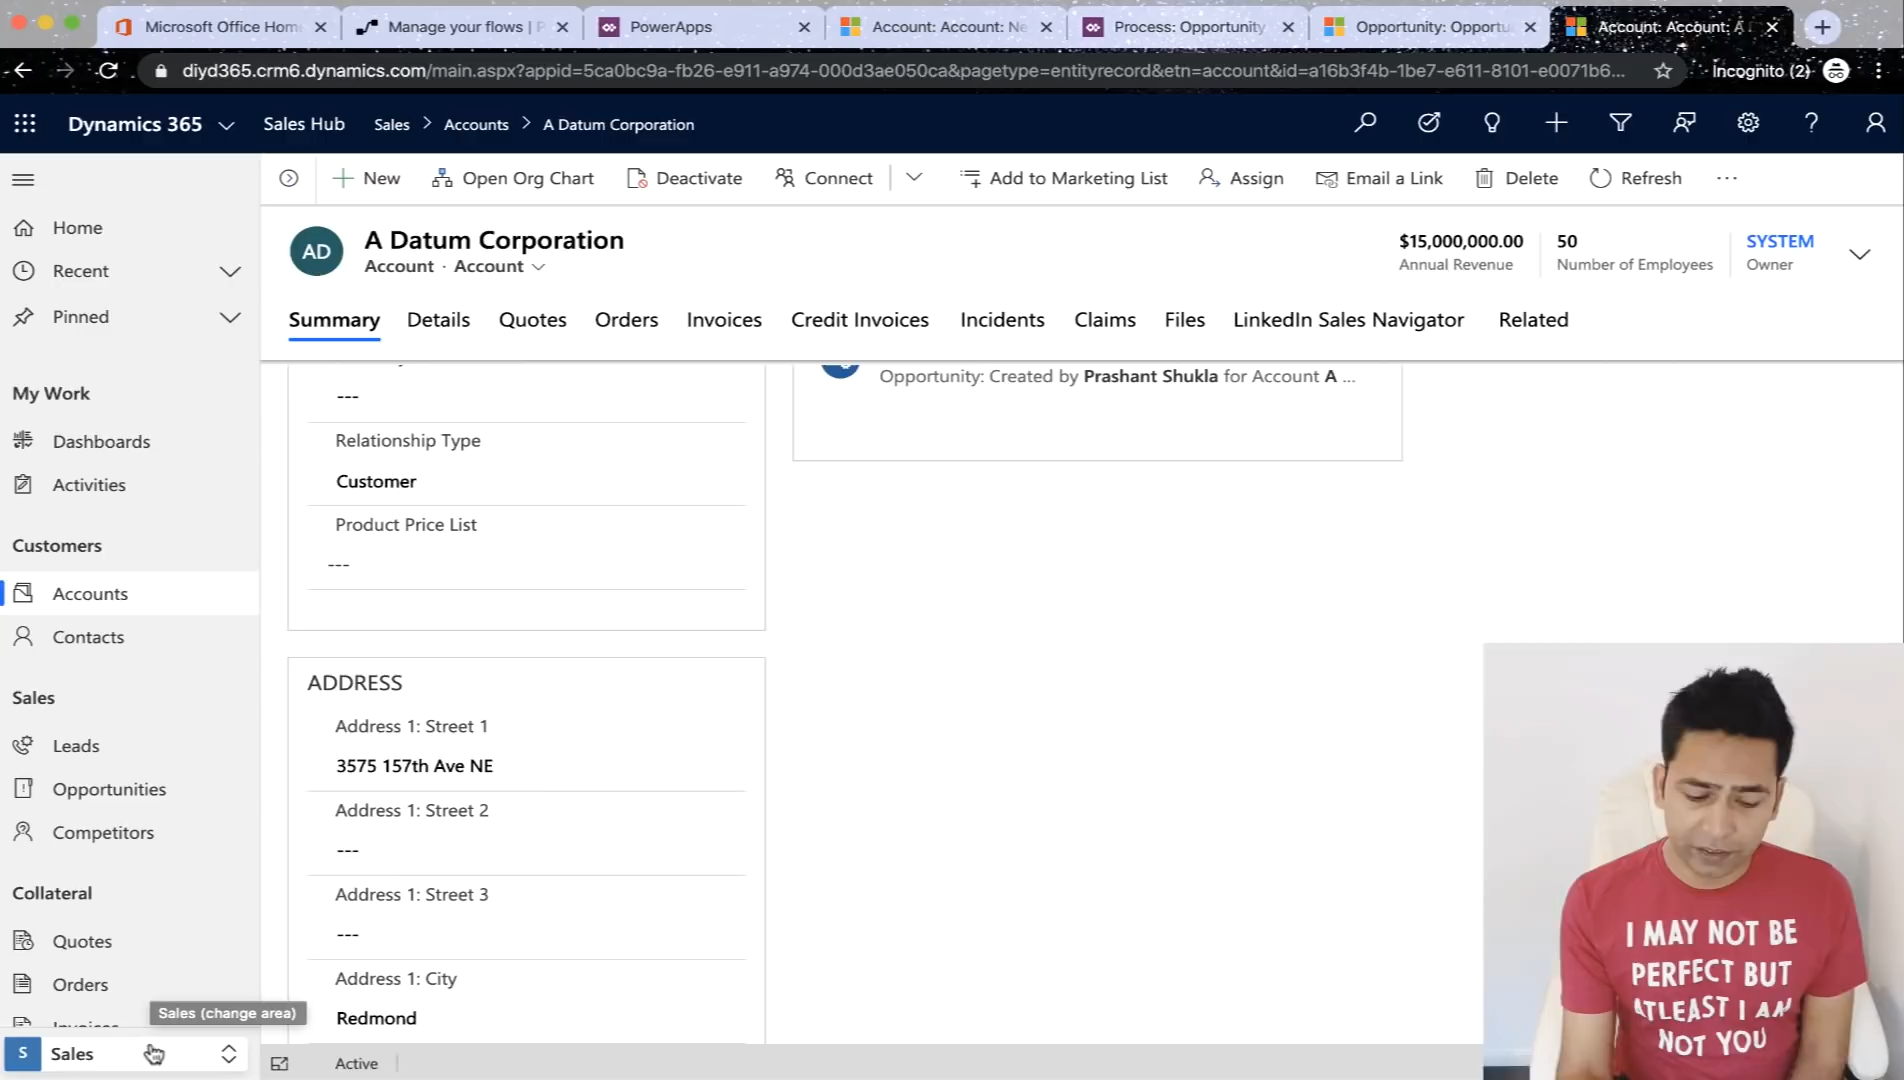 Microsoft Office Home
Manage your flows | P
PowerApps
Account: Account: Ne
Process: Opportunity
Opportunity: Opportu
Account: Account: A
diyd365.crm6.dynamics.com/main.aspx?appid=5ca0bc9a-fb26-e911-a974-000d3ae050ca&pagetype=entityrecord&etn=account&id=a16b3f4b-1be7-e611-8101-e0071b6...
Incognito (2)
Dynamics 365
Sales Hub
Sales > Accounts > A Datum Corporation
New
Open Org Chart
Deactivate
Connect
Add to Marketing List
Assign
Email a Link
Delete
Refresh
...
Home
Recent
Pinned
My Work
Dashboards
Activities
Customers
Accounts
Contacts
Sales
Leads
Opportunities
Competitors
Collateral
Quotes
Orders
Invoices
Sales (change area)
S
Sales
AD
A Datum Corporation
Account · Account
$15,000,000.00
Annual Revenue
50
Number of Employees
SYSTEM
Owner
Summary
Details
Quotes
Orders
Invoices
Credit Invoices
Incidents
Claims
Files
LinkedIn Sales Navigator
Related
---
Relationship Type
Customer
Product Price List
---
Opportunity: Created by Prashant Shukla for Account A ...
ADDRESS
Address 1: Street 1
3575 157th Ave NE
Address 1: Street 2
---
Address 1: Street 3
---
Address 1: City
Redmond
Active
I MAY NOT BE
PERFECT BUT
ATLEAST I AM
NOT YOU